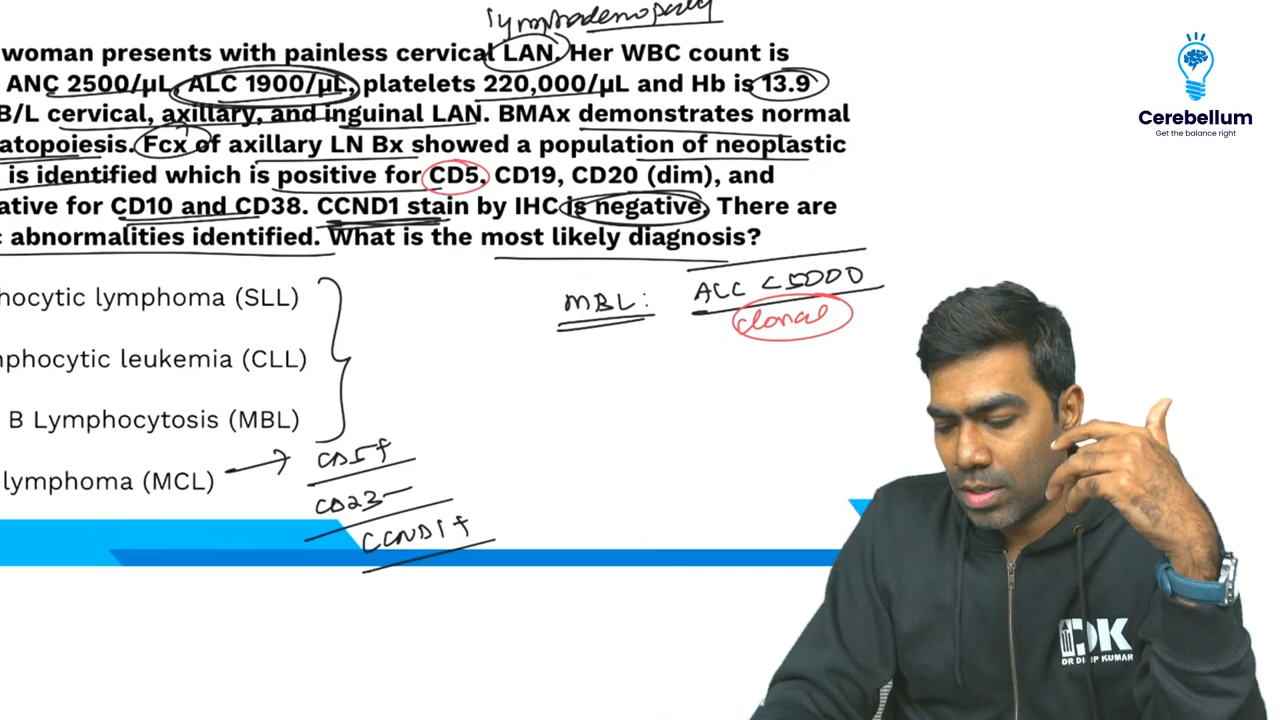 lymphadenopathy
woman presents with painless cervical LAN. Her WBC count is
ANC 2500/µL, ALC 1900/µL, platelets 220,000/µL and Hb is 13.9
B/L cervical, axillary, and inguinal LAN. BMAx demonstrates normal
atopoiesis. Fcx of axillary LN Bx showed a population of neoplastic
is identified which is positive for CD5, CD19, CD20 (dim), and
ative for CD10 and CD38. CCND1 stain by IHC is negative. There are
c abnormalities identified. What is the most likely diagnosis?
hocytic lymphoma (SLL)
mphocytic leukemia (CLL)
B Lymphocytosis (MBL)
lymphoma (MCL)
CD5+
CD23-
CCND1+
MBL: ALC <5000
clonal
Cerebellum
Get the balance right
DK
DR DILIP KUMAR